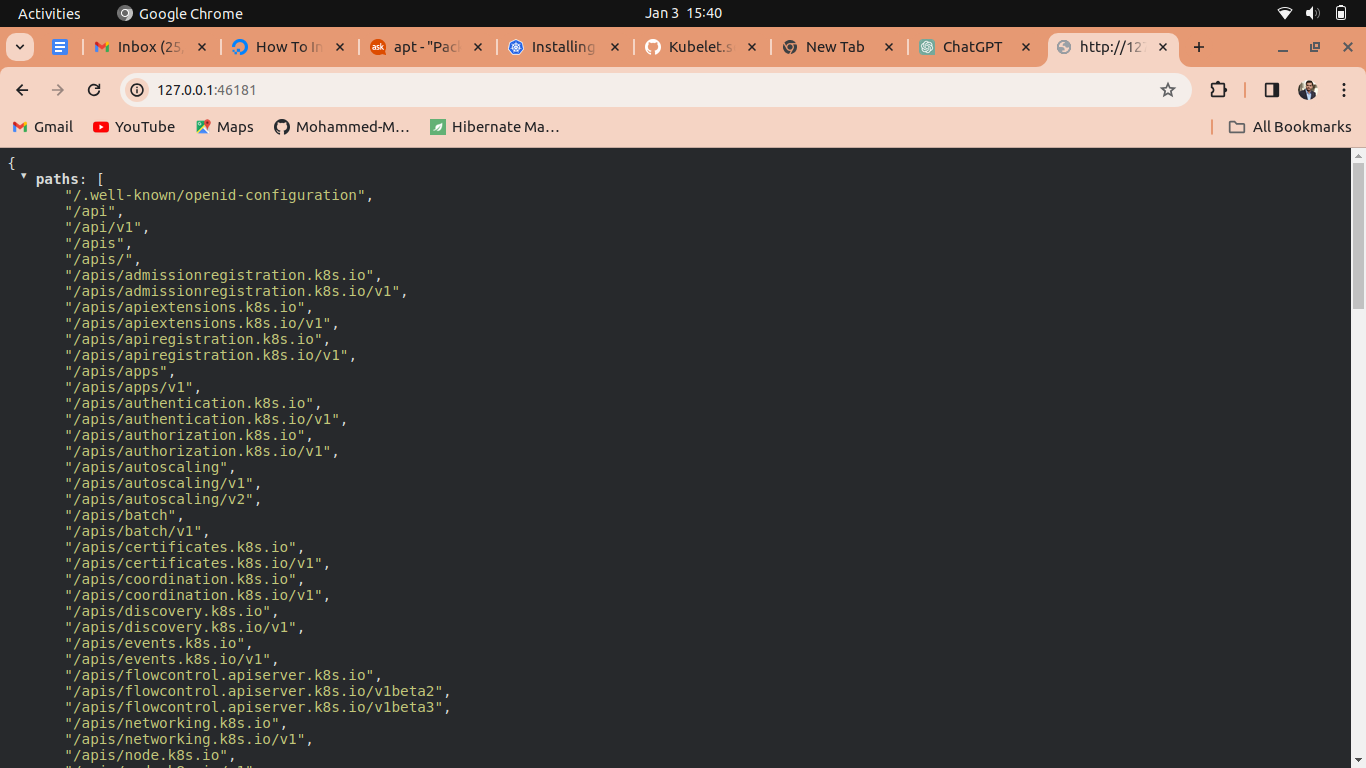 Activities
Google Chrome
Jan 3 15:40
Inbox (25,
How To In
apt - "Pack
Installing
Kubelet.s
New Tab
ChatGPT
http://127
127.0.0.1:46181
Gmail
YouTube
Maps
Mohammed-M...
Hibernate Ma...
All Bookmarks
{
paths: [
"/.well-known/openid-configuration",
"/api",
"/api/v1",
"/apis",
"/apis/",
"/apis/admissionregistration.k8s.io",
"/apis/admissionregistration.k8s.io/v1",
"/apis/apiextensions.k8s.io",
"/apis/apiextensions.k8s.io/v1",
"/apis/apiregistration.k8s.io",
"/apis/apiregistration.k8s.io/v1",
"/apis/apps",
"/apis/apps/v1",
"/apis/authentication.k8s.io",
"/apis/authentication.k8s.io/v1",
"/apis/authorization.k8s.io",
"/apis/authorization.k8s.io/v1",
"/apis/autoscaling",
"/apis/autoscaling/v1",
"/apis/autoscaling/v2",
"/apis/batch",
"/apis/batch/v1",
"/apis/certificates.k8s.io",
"/apis/certificates.k8s.io/v1",
"/apis/coordination.k8s.io",
"/apis/coordination.k8s.io/v1",
"/apis/discovery.k8s.io",
"/apis/discovery.k8s.io/v1",
"/apis/events.k8s.io",
"/apis/events.k8s.io/v1",
"/apis/flowcontrol.apiserver.k8s.io",
"/apis/flowcontrol.apiserver.k8s.io/v1beta2",
"/apis/flowcontrol.apiserver.k8s.io/v1beta3",
"/apis/networking.k8s.io",
"/apis/networking.k8s.io/v1",
"/apis/node.k8s.io",